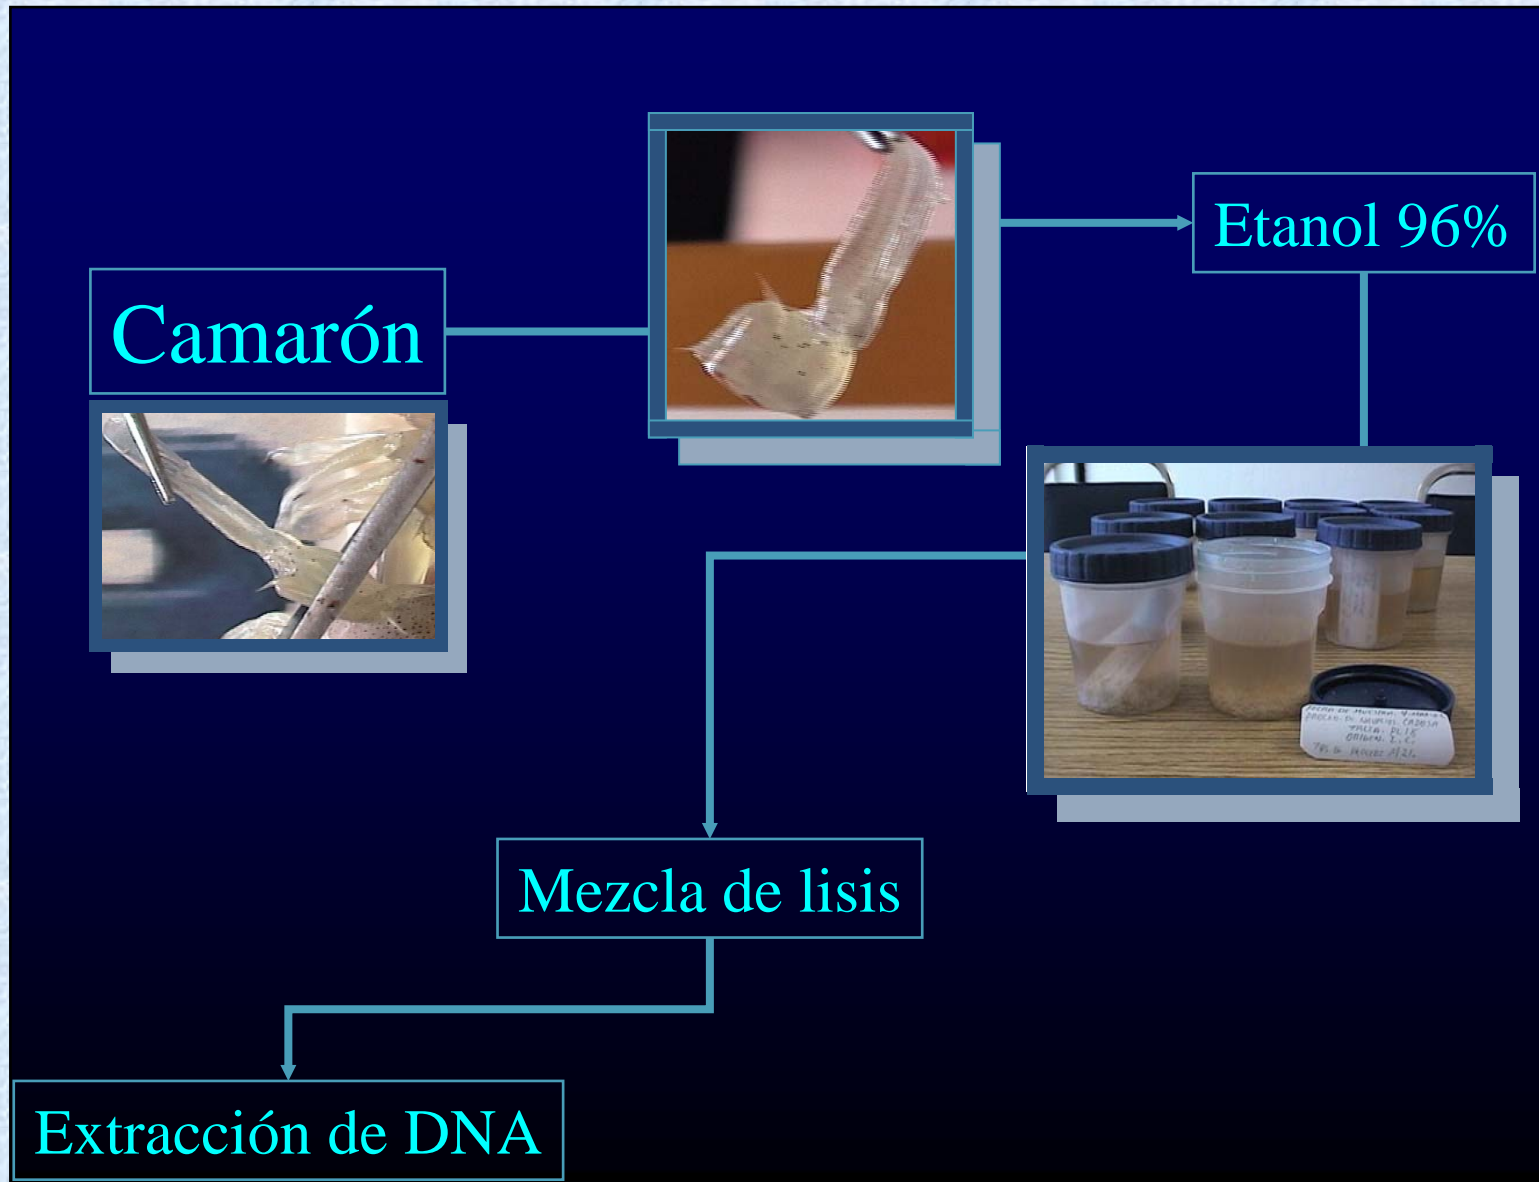 Camarón
Etanol 96%
Mezcla de lisis
Extracción de DNA